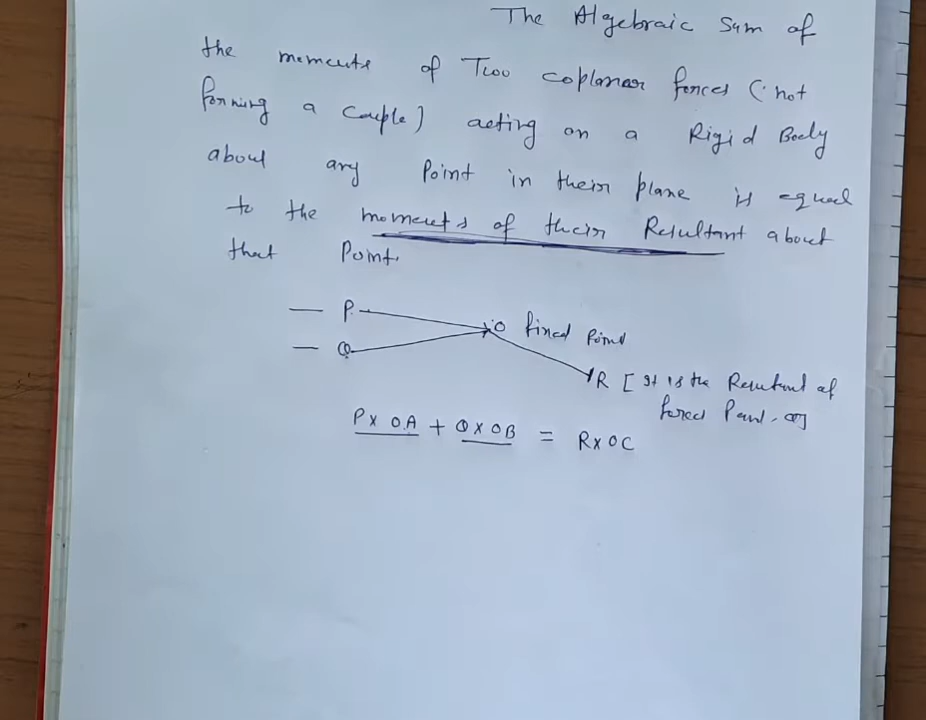 The Algebraic Sum of
the moments of Two coplanar forces ( not
forming a couple) acting on a Rigid Body
about any Point in their plane is equal
to the moments of their Resultant about
that Point.
— P. O fixed Point
— Q
R [ It is the Resultant of
forces P and. Q]
P x OA + Q x OB = R x OC